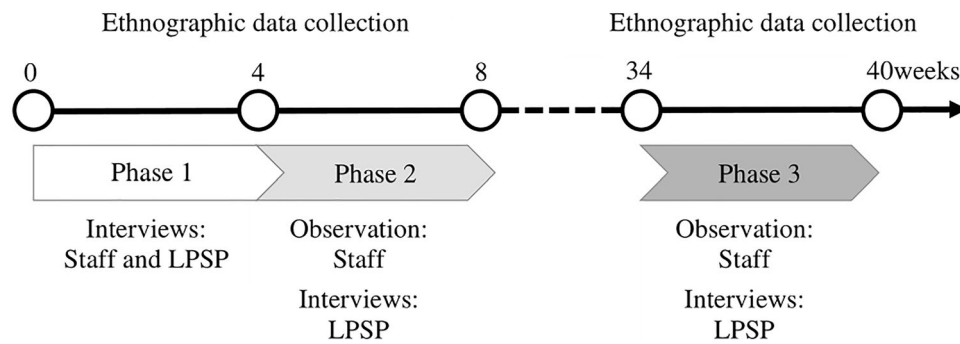 Ethnographic data collection
Ethnographic data collection
0
4
8
34
40weeks
Phase 1
Phase 2
Phase 3
Interviews:
Staff and LPSP
Observation:
Staff
Interviews:
LPSP
Observation:
Staff
Interviews:
LPSP